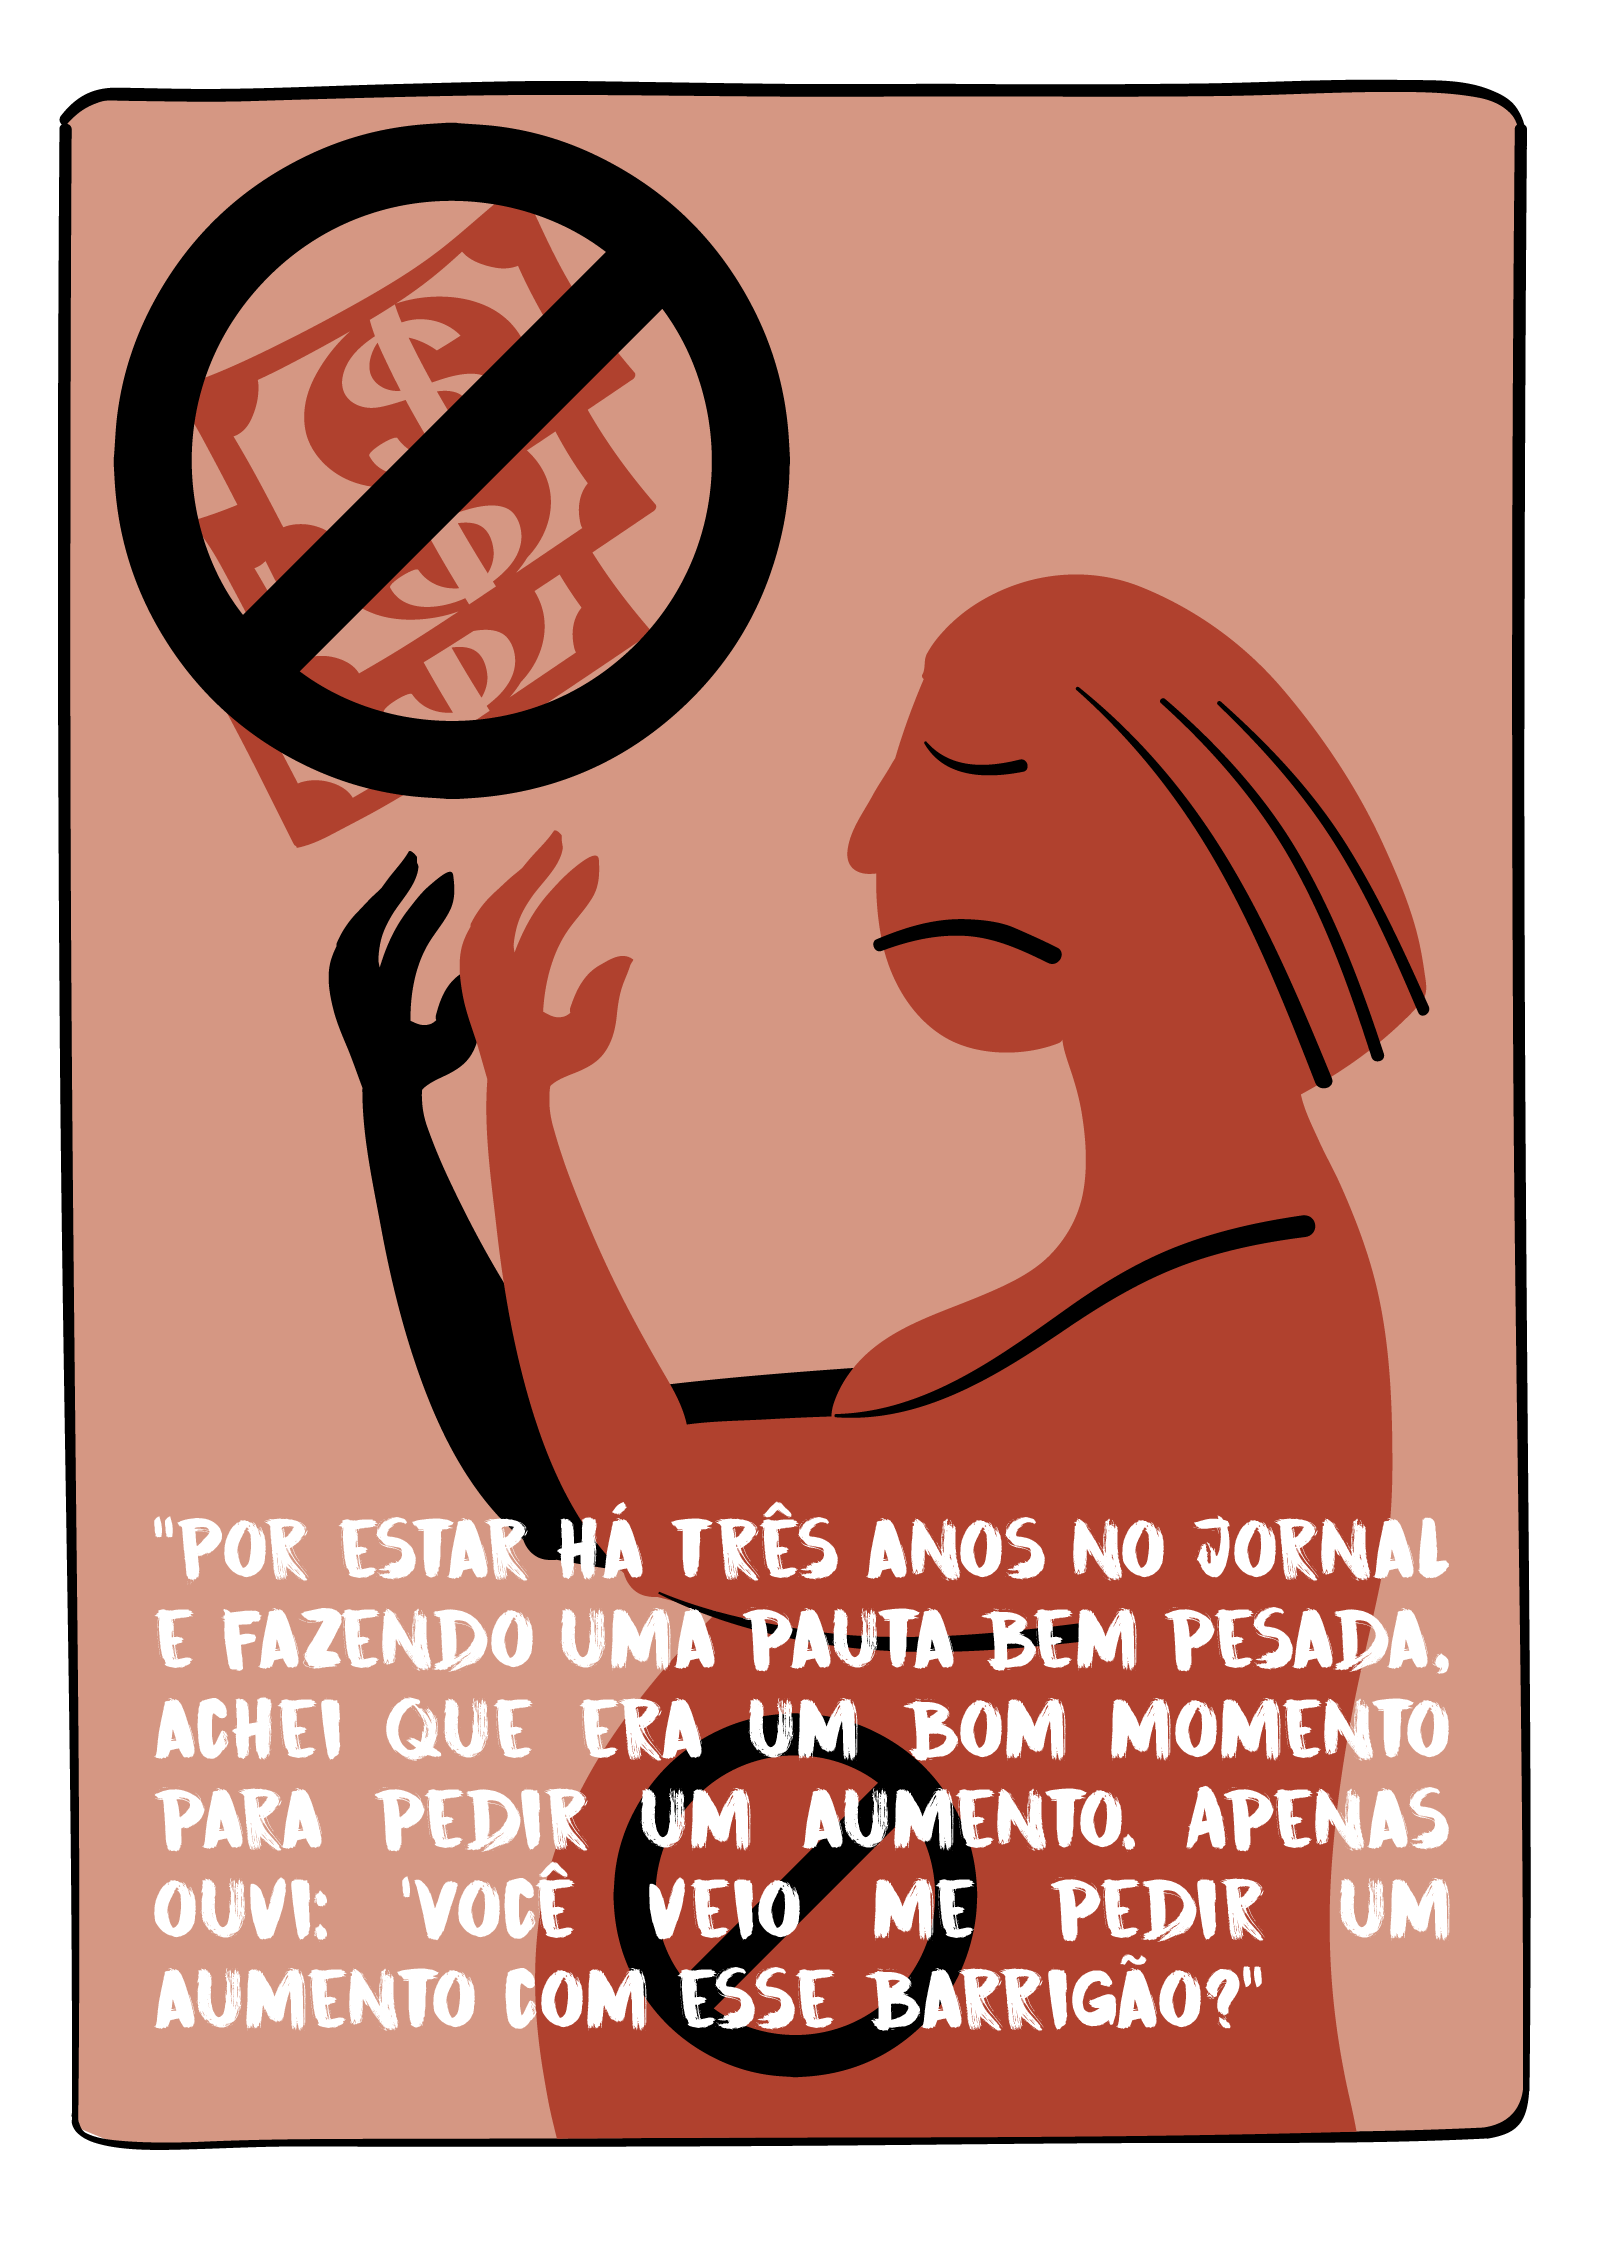 "POR ESTAR HÁ TRÊS ANOS NO JORNAL
E FAZENDO UMA PAUTA BEM PESADA,
ACHEI QUE ERA UM BOM MOMENTO
PARA PEDIR UM AUMENTO. APENAS
OUVI: 'VOCÊ VEIO ME PEDIR UM
AUMENTO COM ESSE BARRIGÃO?"